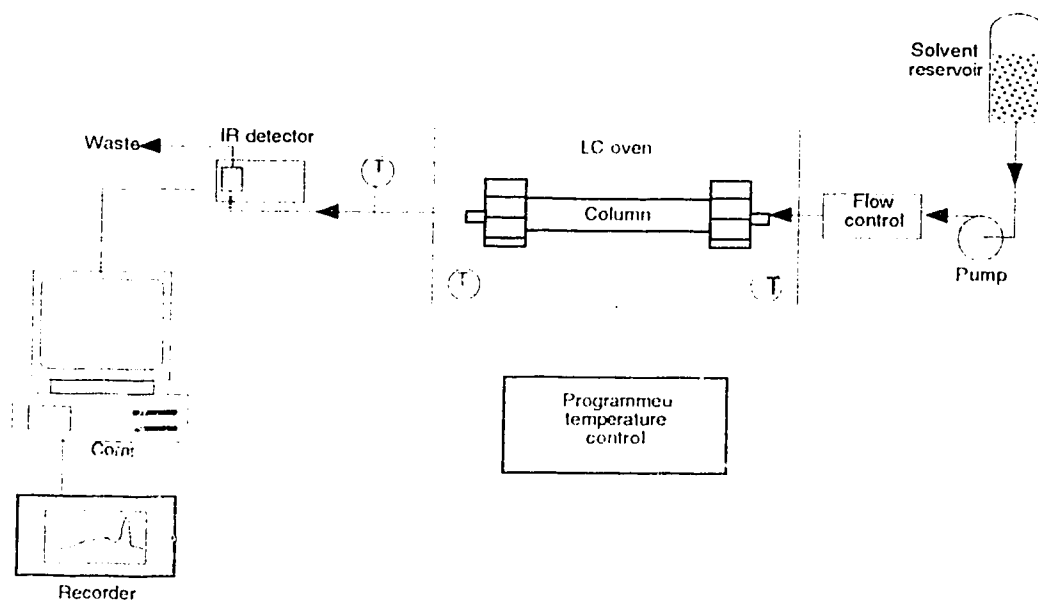 Solvent
reservoir
Waste
IR detector
T
LC oven
Column
Flow
control
Pump
T
T
Programmeu
temperature
control
Recorder